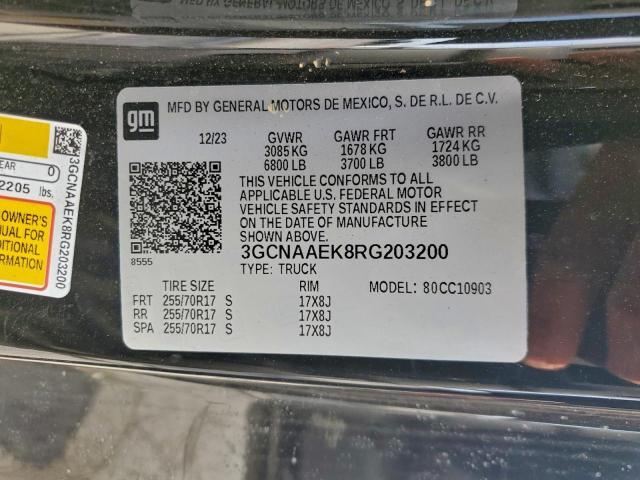 MFD BY GENERAL MOTORS DE MEXICO, S. DE R.L. DE C.V.
gm
12/23 GVWR GAWR FRT GAWR RR
3085 KG 1678 KG 1724 KG
6800 LB 3700 LB 3800 LB
THIS VEHICLE CONFORMS TO ALL
APPLICABLE U.S. FEDERAL MOTOR
VEHICLE SAFETY STANDARDS IN EFFECT
ON THE DATE OF MANUFACTURE
SHOWN ABOVE.
3GCNAAEK8RG203200
8555
TYPE: TRUCK
TIRE SIZE RIM MODEL: 80CC10903
FRT 255/70R17 S 17X8J
RR 255/70R17 S 17X8J
SPA 255/70R17 S 17X8J
EAR 0
2205 lbs.
OWNER'S
UAL FOR
DITIONAL
RMATION
3GCNAAEK8RG203200